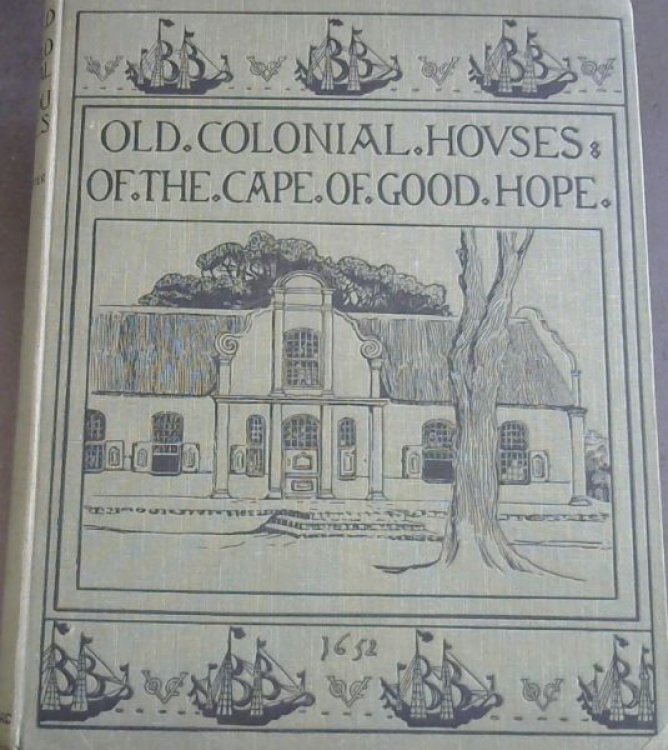 OLD.COLONIAL.HOVSES:
OF.THE.CAPE.OF.GOOD.HOPE.
1652